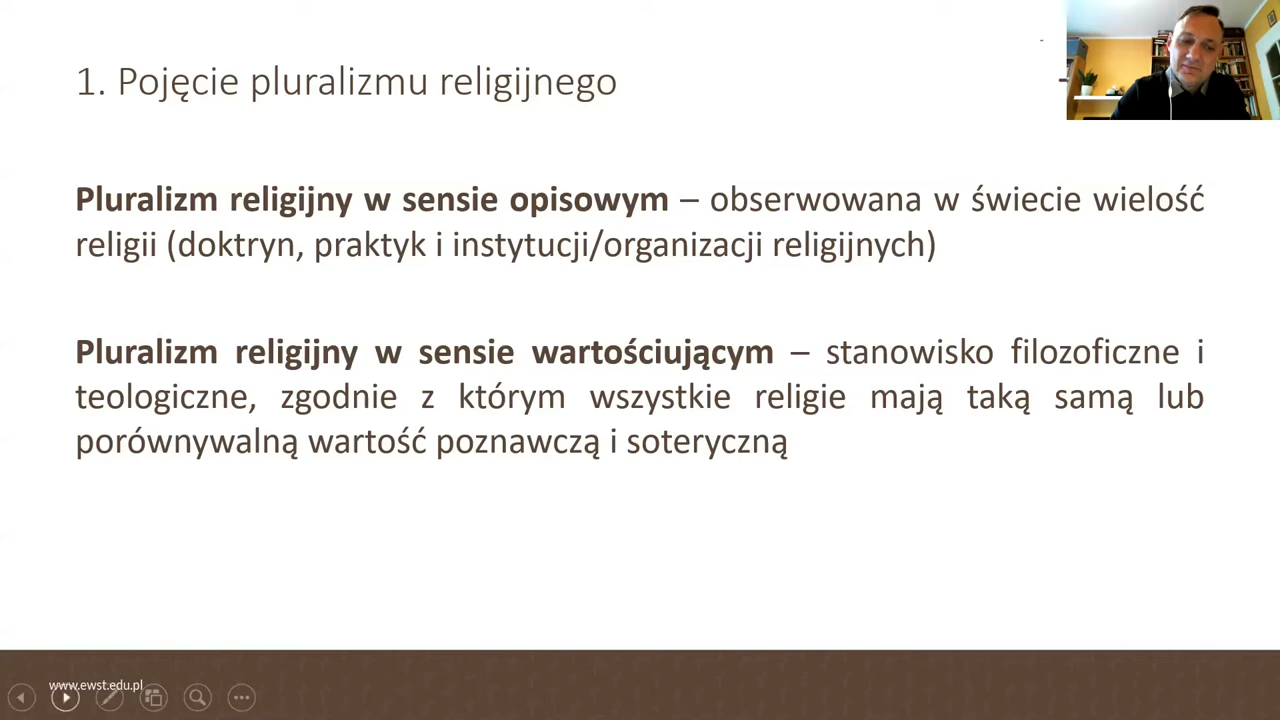 1. Pojęcie pluralizmu religijnego
Pluralizm religijny w sensie opisowym – obserwowana w świecie wielość
religii (doktryn, praktyk i instytucji/organizacji religijnych)
Pluralizm religijny w sensie wartościującym – stanowisko filozoficzne i
teologiczne, zgodnie z którym wszystkie religie mają taką samą lub
porównywalną wartość poznawczą i soteryczną
www.ewst.edu.pl